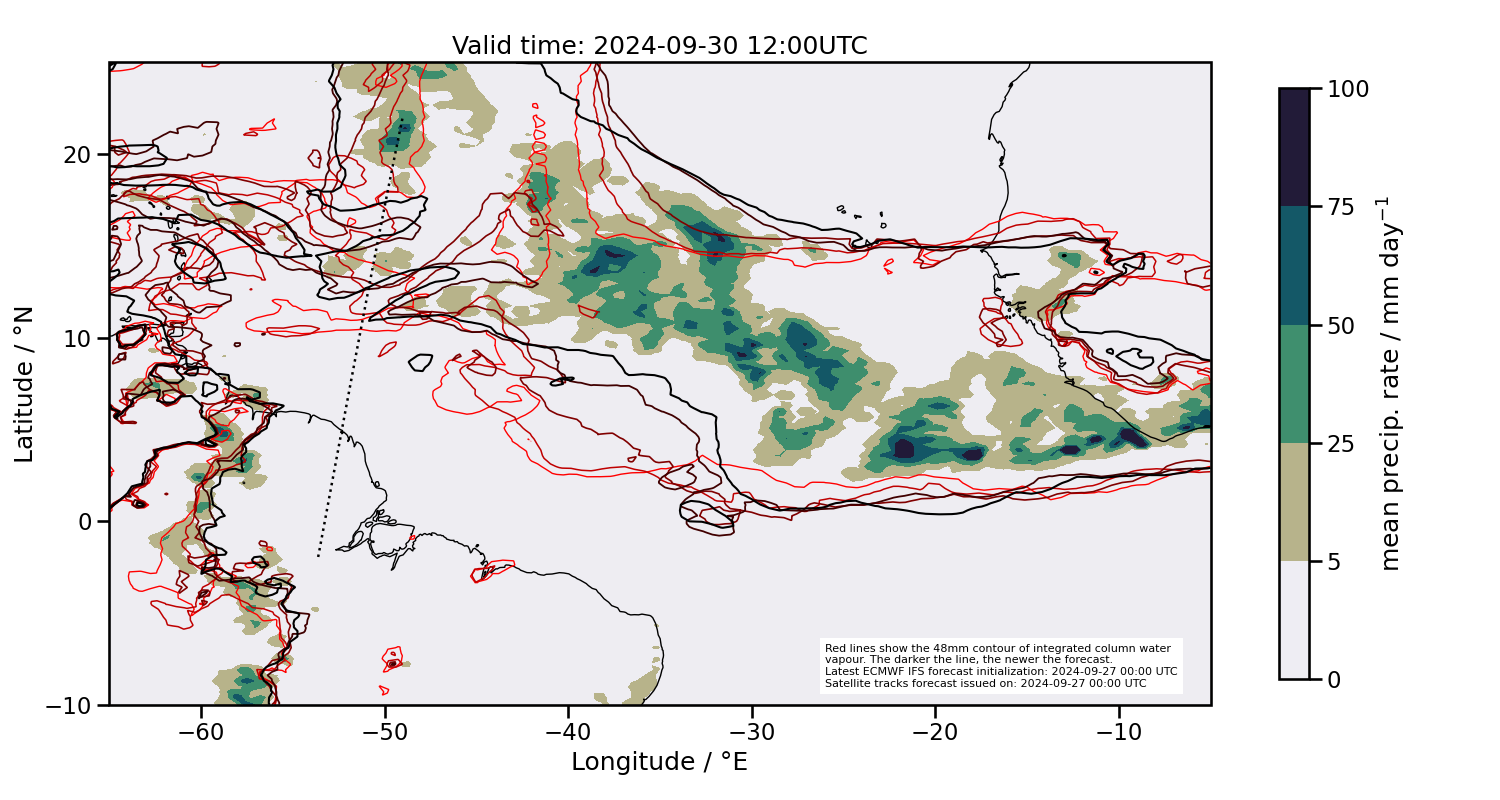 Valid time: 2024-09-30 12:00UTC
20
10
0
−10
Latitude / °N
−60
−50
−40
−30
−20
−10
Longitude / °E
Red lines show the 48mm contour of integrated column water
vapour. The darker the line, the newer the forecast.
Latest ECMWF IFS forecast initialization: 2024-09-27 00:00 UTC
Satellite tracks forecast issued on: 2024-09-27 00:00 UTC
100
75
50
25
5
0
mean precip. rate / mm day⁻¹